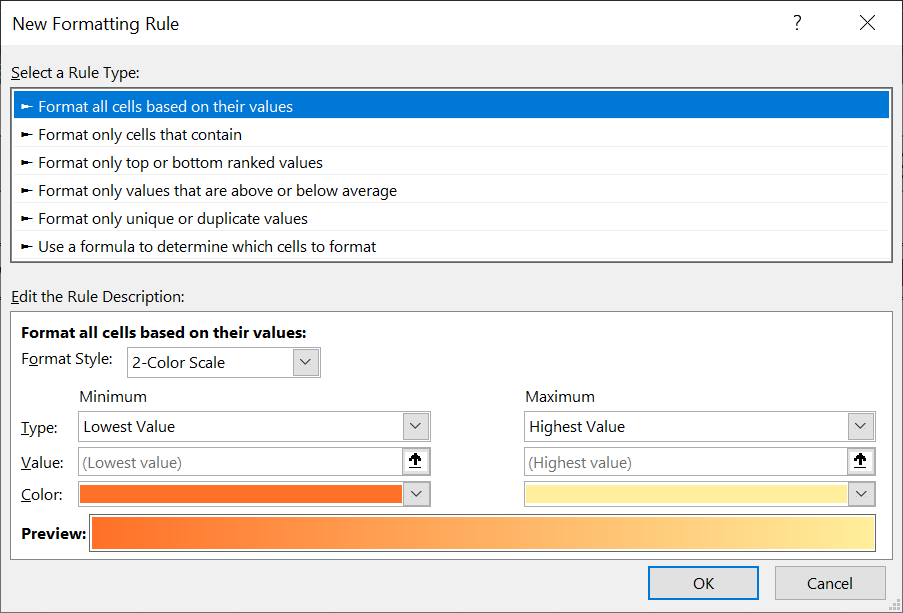 New Formatting Rule ?
Select a Rule Type:
► Format all cells based on their values
► Format only cells that contain
► Format only top or bottom ranked values
► Format only values that are above or below average
► Format only unique or duplicate values
► Use a formula to determine which cells to format
Edit the Rule Description:
Format all cells based on their values:
Format Style: 2-Color Scale
Minimum Maximum
Type: Lowest Value Highest Value
Value: (Lowest value) (Highest value)
Color:
Preview:
OK Cancel